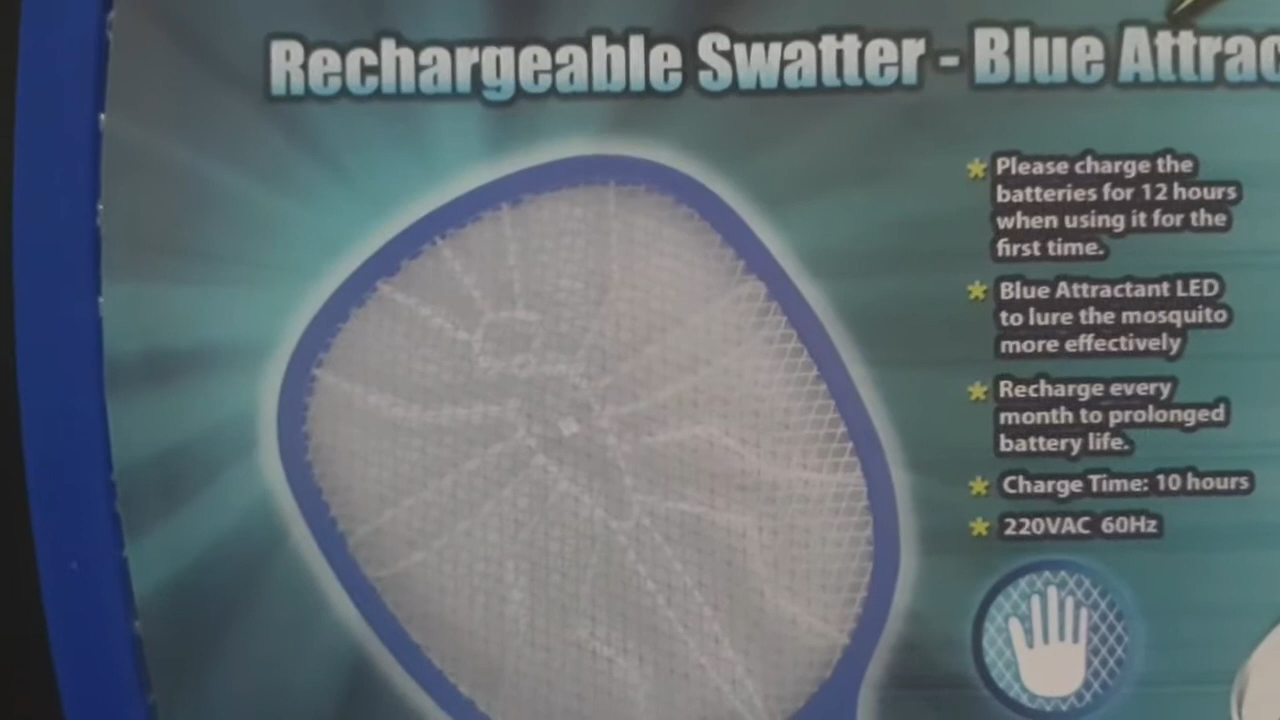 Rechargeable Swatter - Blue
Please charge the
batteries for 12 hours
when using it for the
first time.
Blue Attractant LED
to lure the mosquito
more effectively
Recharge every
month to prolonged
battery life.
Charge Time: 10 hours
220VAC 60Hz